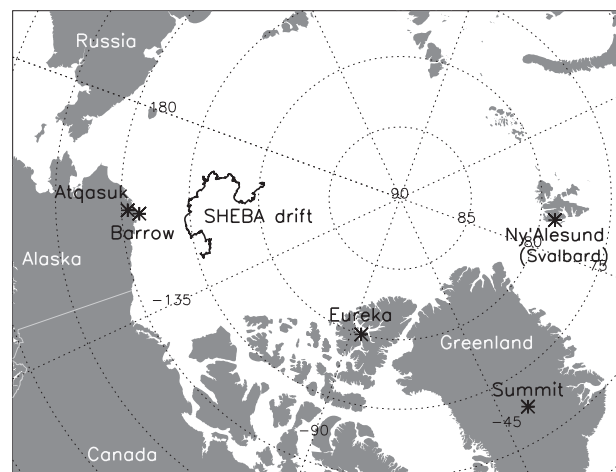 Russia
180
Atqasuk
90
SHEBA drift
85
Barrow
Ny'Alesund
80
(Svalbard)
75
Alaska
-135
Eureka
Greenland
Summit
-45
-90
Canada